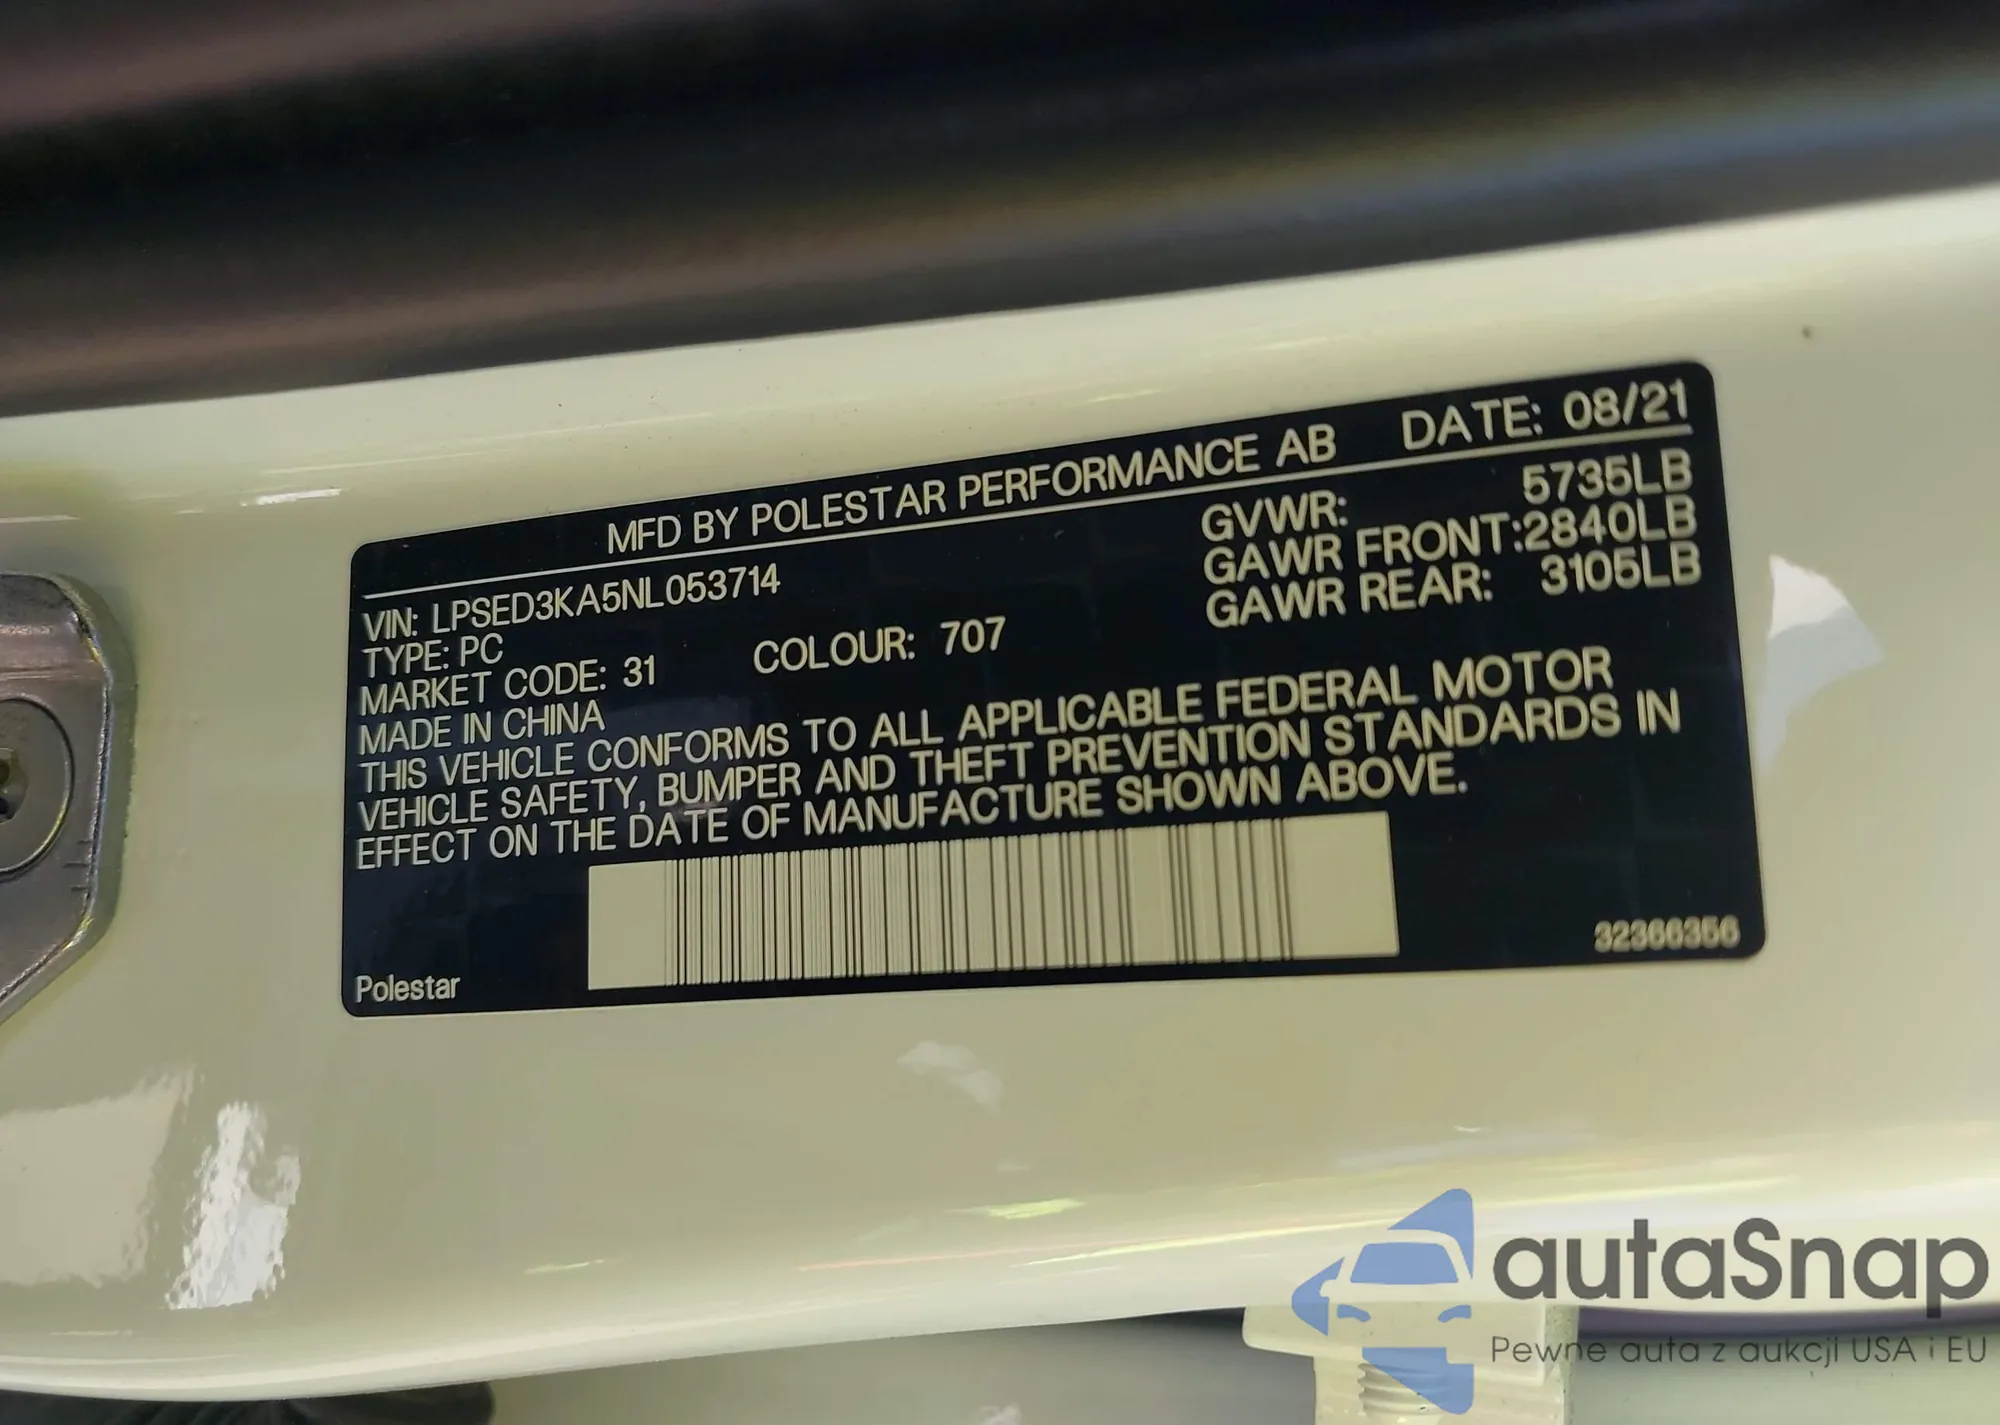 MFD BY POLESTAR PERFORMANCE AB DATE: 08/21
VIN: LPSED3KA5NL053714
TYPE: PC
MARKET CODE: 31 COLOUR: 707
MADE IN CHINA
GVWR: 5735LB
GAWR FRONT:2840LB
GAWR REAR: 3105LB
THIS VEHICLE CONFORMS TO ALL APPLICABLE FEDERAL MOTOR
VEHICLE SAFETY, BUMPER AND THEFT PREVENTION STANDARDS IN
EFFECT ON THE DATE OF MANUFACTURE SHOWN ABOVE.
Polestar
32366356
autaSnap
Pewne auta z aukcji USA i EU